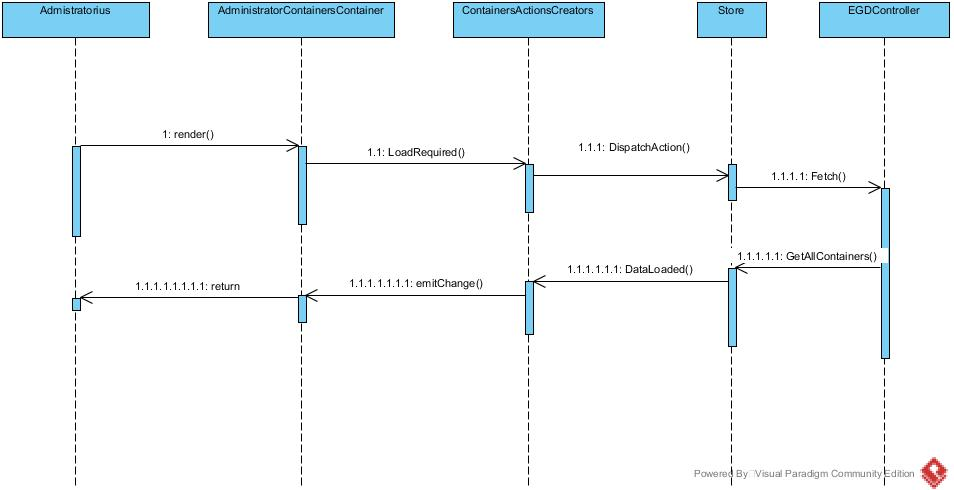 Admistratorius
AdministratorContainersContainer
ContainersActionsCreators
Store
EGDController
1: render()
1.1: LoadRequired()
1.1.1: DispatchAction()
1.1.1.1: Fetch()
1.1.1.1.1: GetAllContainers()
1.1.1.1.1.1: DataLoaded()
1.1.1.1.1.1.1: emitChange()
1.1.1.1.1.1.1.1: return
Powered By Visual Paradigm Community Edition